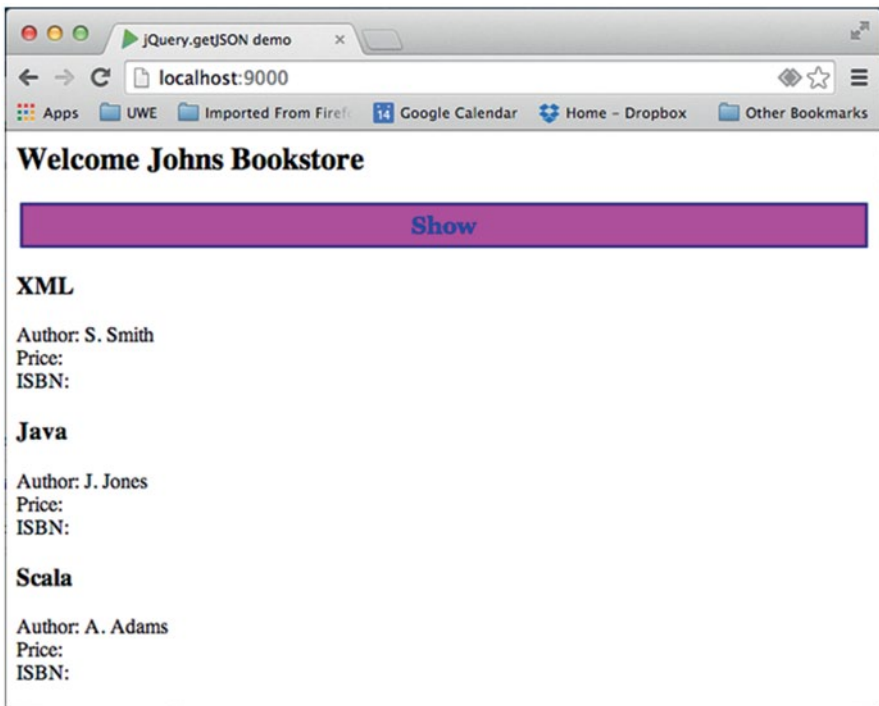 jQuery.getJSON demo
localhost:9000
Apps UWE Imported From Firef 14 Google Calendar Home – Dropbox Other Bookmarks
Welcome Johns Bookstore
Show
XML
Author: S. Smith
Price:
ISBN:
Java
Author: J. Jones
Price:
ISBN:
Scala
Author: A. Adams
Price:
ISBN: